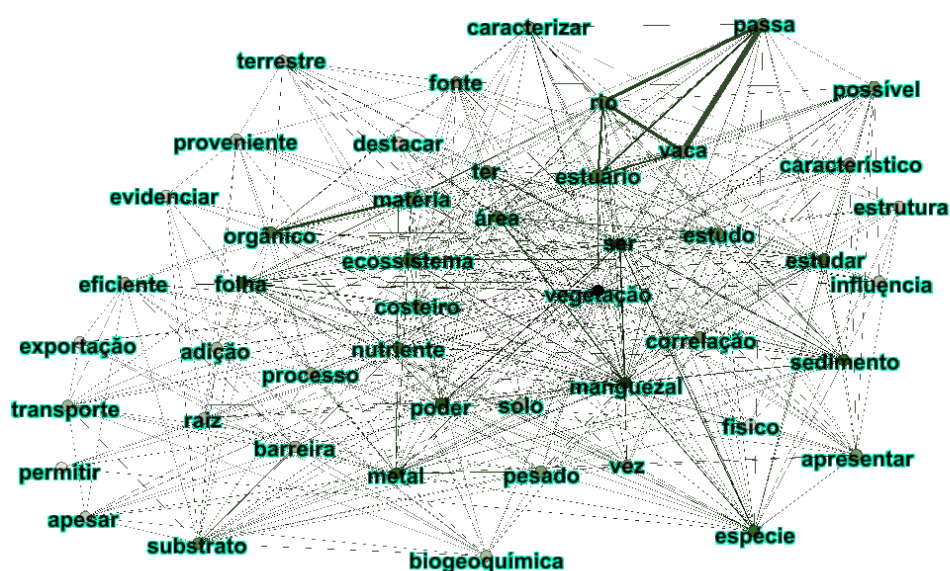 caracterizar
passa
terrestre
fonte
possível
rio
proveniente
destacar
vaca
característico
ter
estuário
evidenciar
matéria
estrutura
área
orgânico
ser
estudo
ecossistema
estudar
eficiente
folha
influência
vegetação
costeiro
correlação
exportação
adição
nutriente
sedimento
processo
manguezal
transporte
poder
solo
raiz
físico
barreira
apresentar
permitir
metal
pesado
vez
apesar
espécie
substrato
biogeoquímica